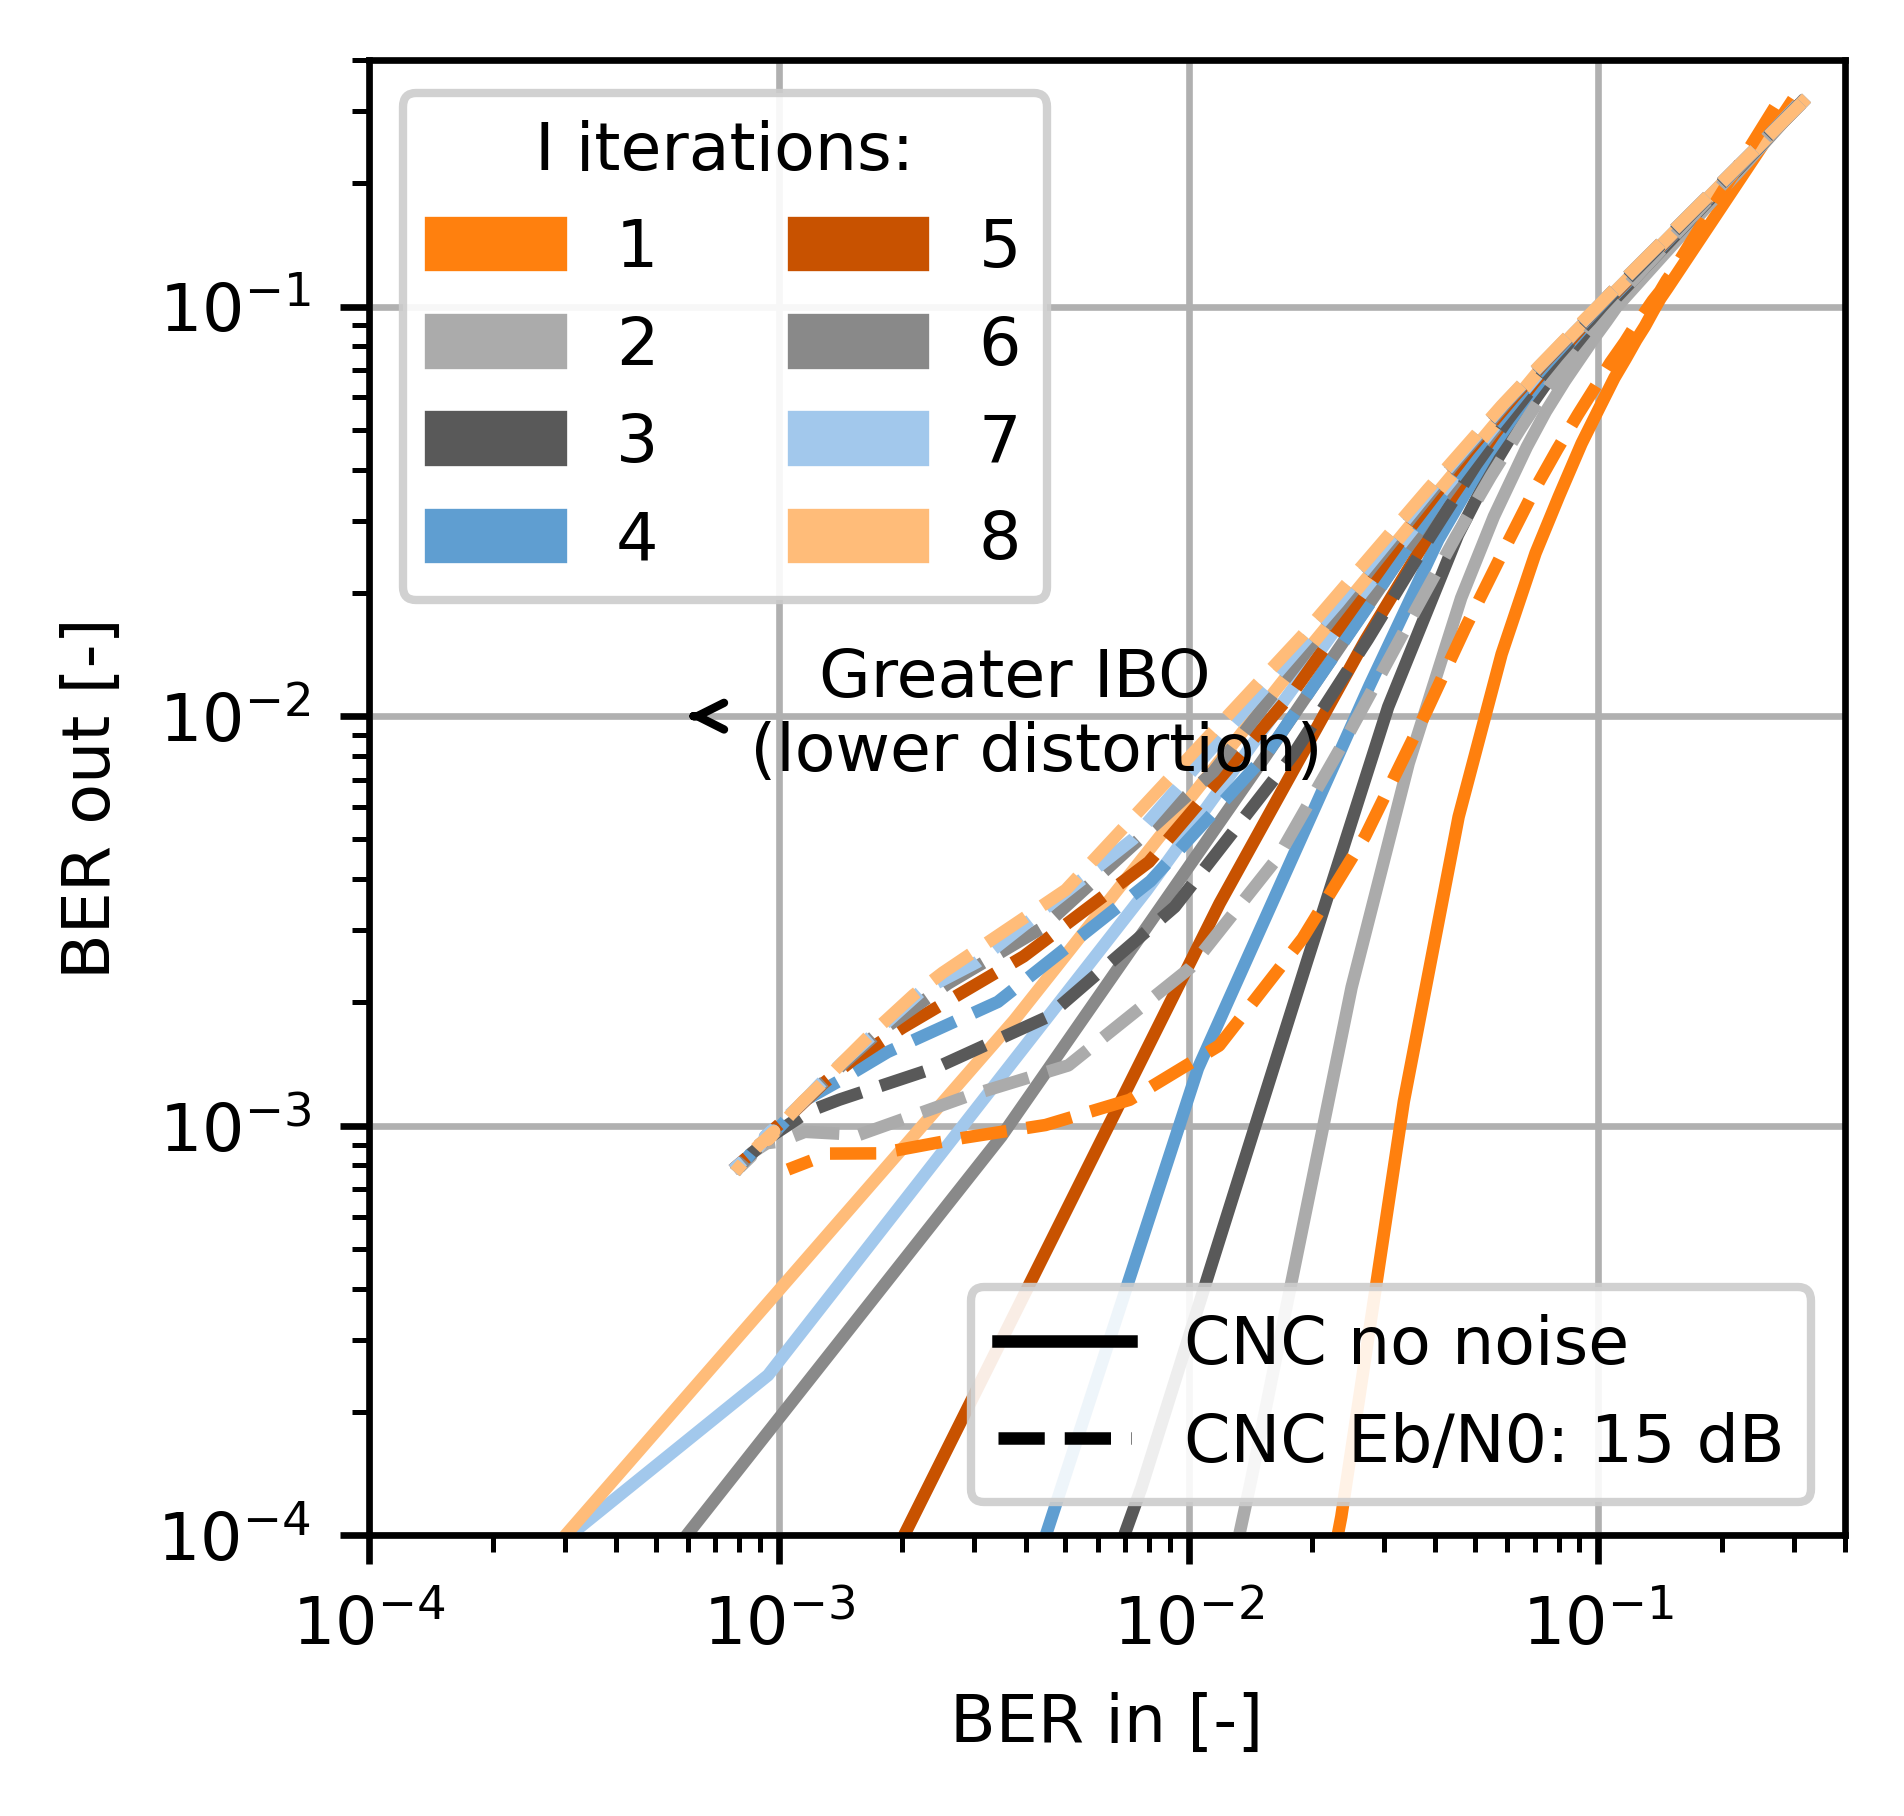 I iterations:
1 5
2 6
3 7
4 8
Greater IBO
(lower distortion)
CNC no noise
CNC Eb/N0: 15 dB
BER out [-]
10⁻¹
10⁻²
10⁻³
10⁻⁴
10⁻⁴ 10⁻³ 10⁻² 10⁻¹
BER in [-]